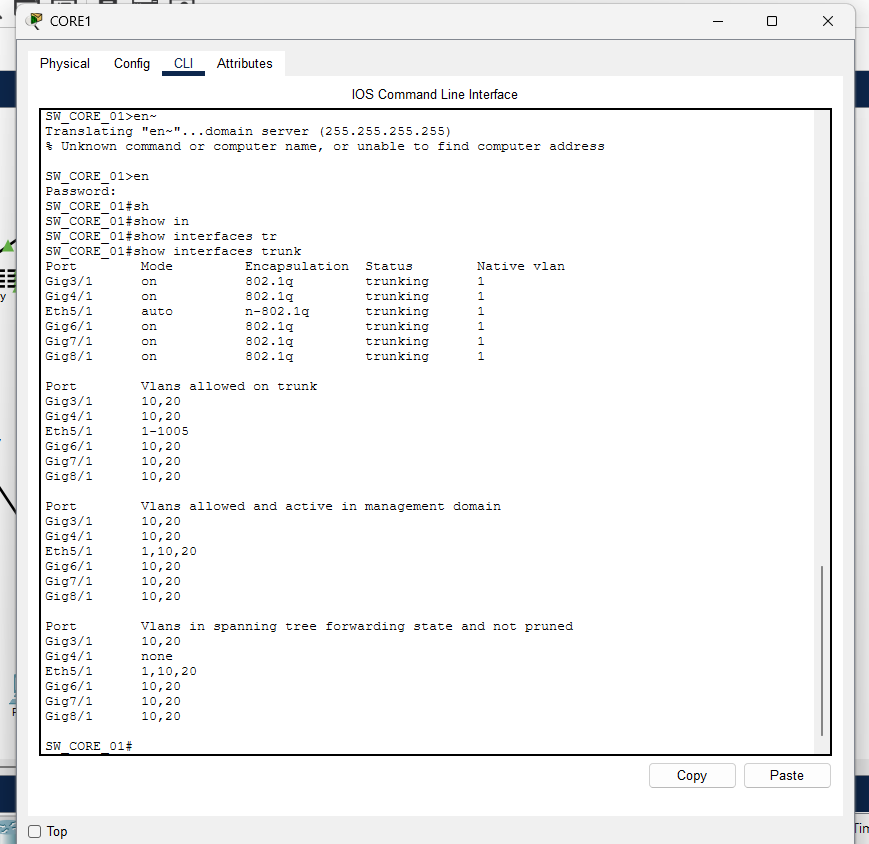 CORE1
Physical Config CLI Attributes
IOS Command Line Interface
SW_CORE_01>en~
Translating "en~"...domain server (255.255.255.255)
% Unknown command or computer name, or unable to find computer address
SW_CORE_01>en
Password:
SW_CORE_01#sh
SW_CORE_01#show in
SW_CORE_01#show interfaces tr
SW_CORE_01#show interfaces trunk
Port Mode Encapsulation Status Native vlan
Gig3/1 on 802.1q trunking 1
Gig4/1 on 802.1q trunking 1
Eth5/1 auto n-802.1q trunking 1
Gig6/1 on 802.1q trunking 1
Gig7/1 on 802.1q trunking 1
Gig8/1 on 802.1q trunking 1
Port Vlans allowed on trunk
Gig3/1 10,20
Gig4/1 10,20
Eth5/1 1-1005
Gig6/1 10,20
Gig7/1 10,20
Gig8/1 10,20
Port Vlans allowed and active in management domain
Gig3/1 10,20
Gig4/1 10,20
Eth5/1 1,10,20
Gig6/1 10,20
Gig7/1 10,20
Gig8/1 10,20
Port Vlans in spanning tree forwarding state and not pruned
Gig3/1 10,20
Gig4/1 none
Eth5/1 1,10,20
Gig6/1 10,20
Gig7/1 10,20
Gig8/1 10,20
SW_CORE_01#
Copy Paste
Top